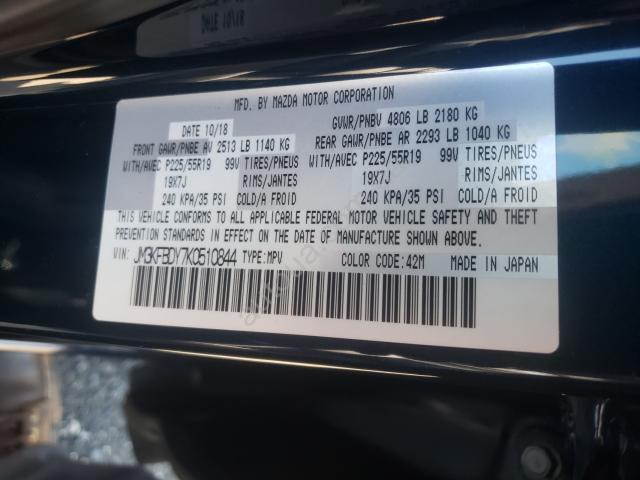 MFD. BY MAZDA MOTOR CORPORATION
DATE 10/18 GVWR/PNBV 4806 LB 2180 KG
FRONT GAWR/PNBE AV 2513 LB 1140 KG REAR GAWR/PNBE AR 2293 LB 1040 KG
WITH/AVEC P225/55R19 99V TIRES/PNEUS WITH/AVEC P225/55R19 99V TIRES/PNEUS
19X7J RIMS/JANTES 19X7J RIMS/JANTES
240 KPA/35 PSI COLD/A FROID 240 KPA/35 PSI COLD/A FROID
THIS VEHICLE CONFORMS TO ALL APPLICABLE FEDERAL MOTOR VEHICLE SAFETY AND THEFT
PREVENTION STANDARDS IN EFFECT ON THE DATE OF MANUFACTURE SHOWN ABOVE.
VIN: JM3KFBDY7K0510844 TYPE:MPV COLOR CODE:42M MADE IN JAPAN
DATE 10/18